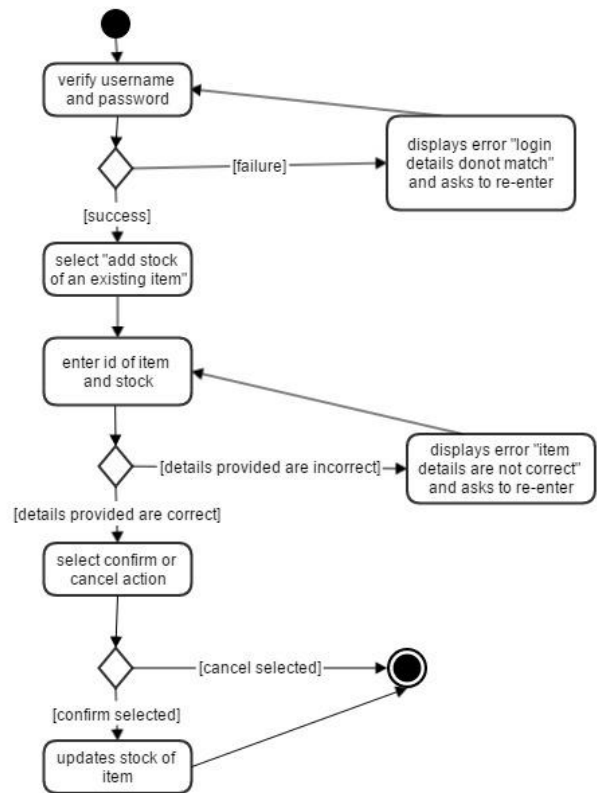 verify username
and password
displays error "login
details donot match"
and asks to re-enter
[failure]
[success]
select "add stock
of an existing item"
enter id of item
and stock
[details provided are incorrect]
displays error "item
details are not correct"
and asks to re-enter
[details provided are correct]
select confirm or
cancel action
[cancel selected]
[confirm selected]
updates stock of
item